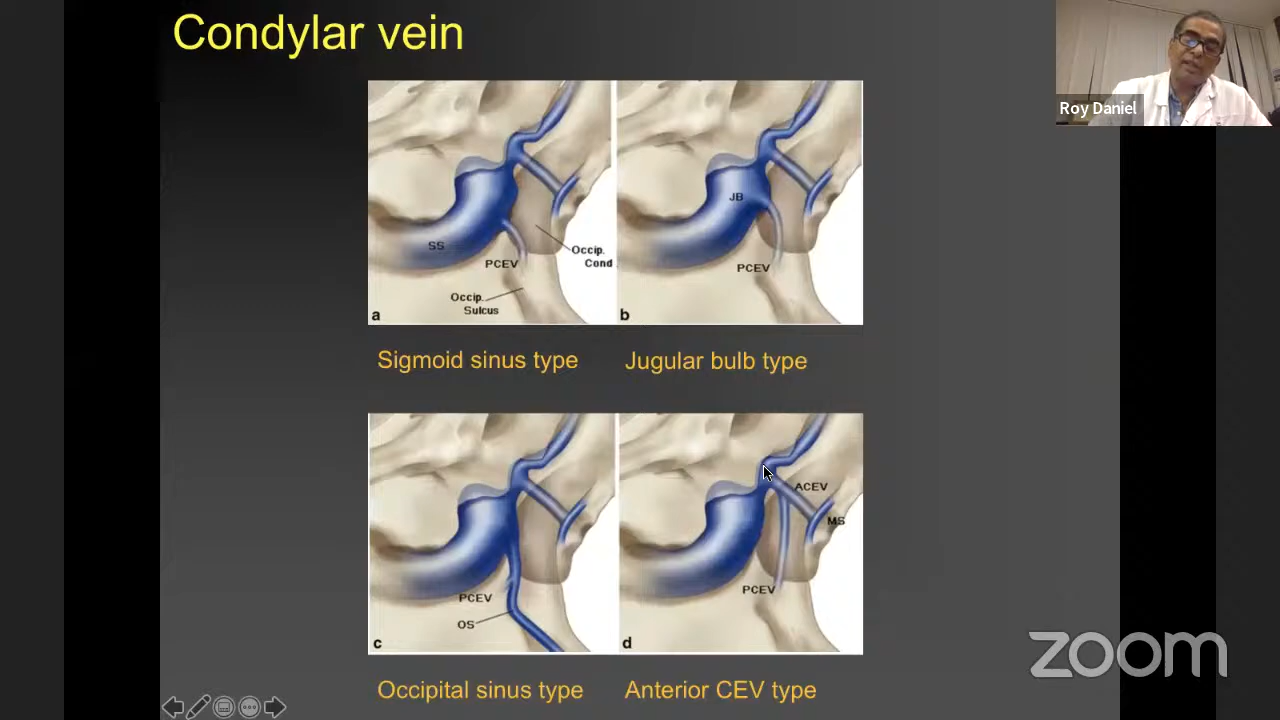 Condylar vein
Roy Daniel
SS
PCEV
Occip.
Cond
Occip.
Sulcus
a
JB
PCEV
b
Sigmoid sinus type
Jugular bulb type
PCEV
OS
c
ACEV
MS
PCEV
d
Occipital sinus type
Anterior CEV type
zoom